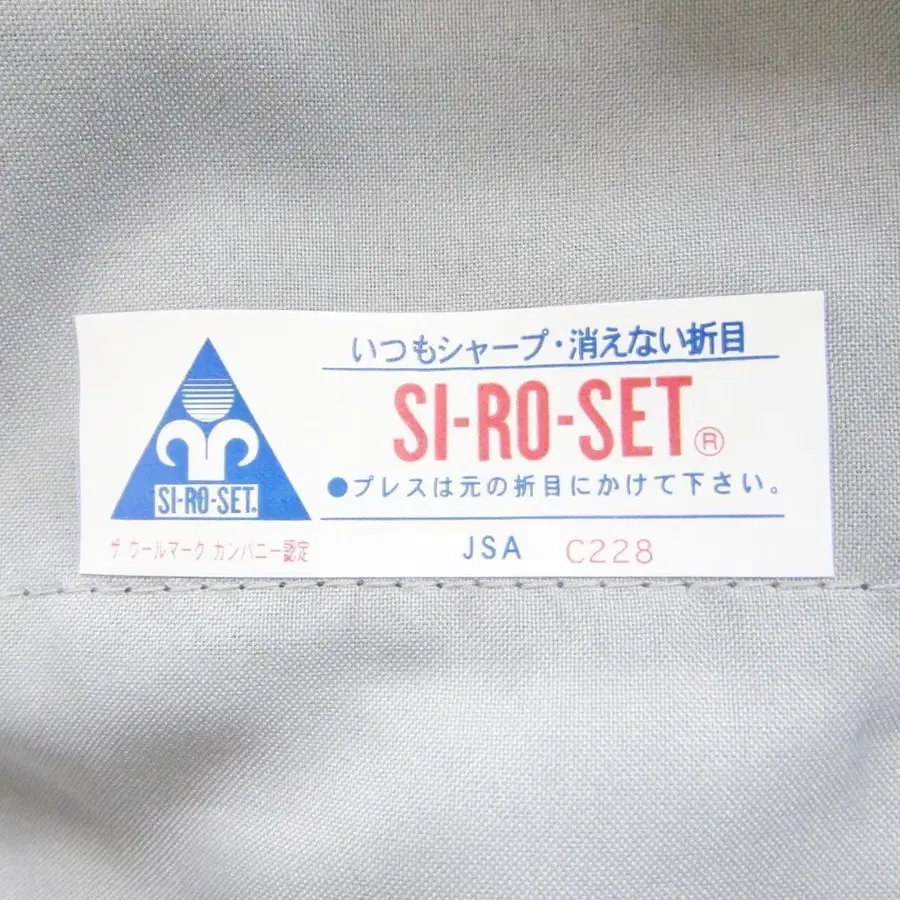 いつもシャープ・消えない折目
SI-RO-SET®
●プレスは元の折目にかけて下さい。
SI-RO-SET®
ザ ウールマーク カンパニー認定
JSA C228